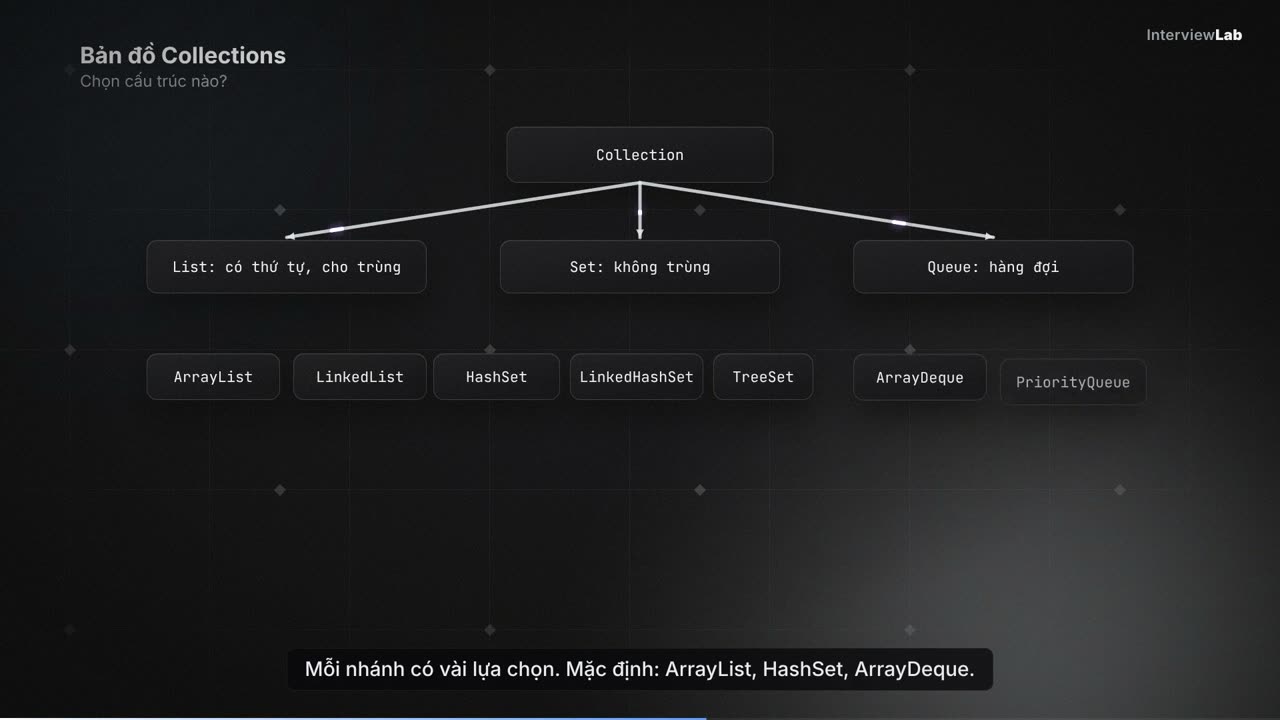 Bản đồ Collections
Chọn cấu trúc nào?
InterviewLab
Collection
List: có thứ tự, cho trùng
Set: không trùng
Queue: hàng đợi
ArrayList
LinkedList
HashSet
LinkedHashSet
TreeSet
ArrayDeque
PriorityQueue
Mỗi nhánh có vài lựa chọn. Mặc định: ArrayList, HashSet, ArrayDeque.